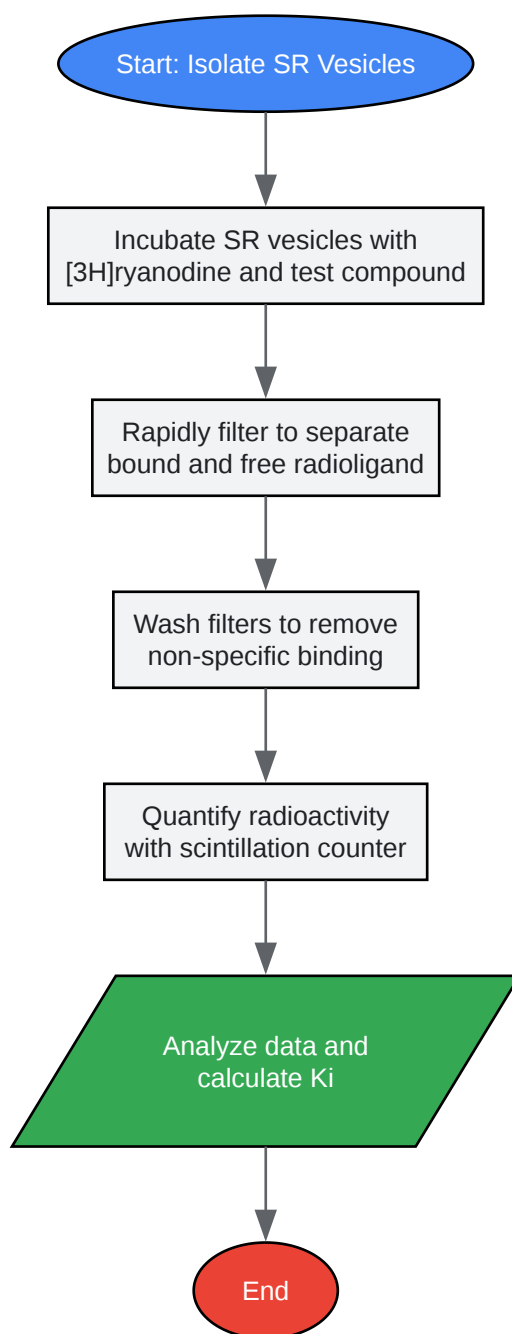 Start: Isolate SR Vesicles
Incubate SR vesicles with
[3H]ryanodine and test compound
Rapidly filter to separate
bound and free radioligand
Wash filters to remove
non-specific binding
Quantify radioactivity
with scintillation counter
Analyze data and
calculate Ki
End